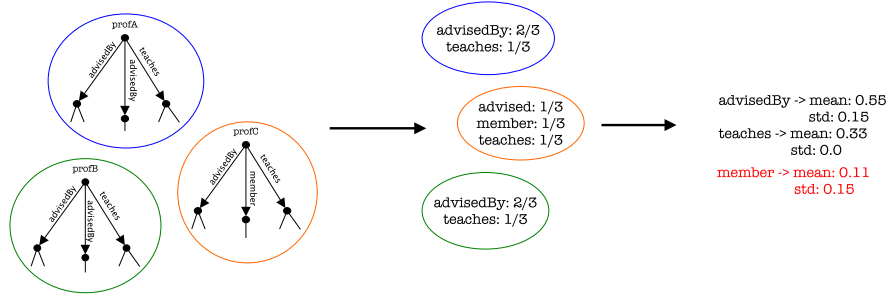 profA
advisedBy
advisedBy
teaches
profB
advisedBy
advisedBy
teaches
profC
advisedBy
member
teaches
advisedBy: 2/3
teaches: 1/3
advised: 1/3
member: 1/3
teaches: 1/3
advisedBy: 2/3
teaches: 1/3
advisedBy -> mean: 0.55
std: 0.15
teaches -> mean: 0.33
std: 0.0
member -> mean: 0.11
std: 0.15